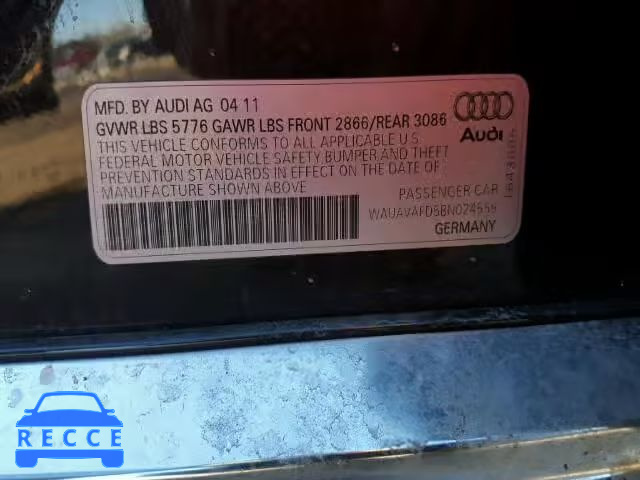 MFD. BY AUDI AG 04 11
GVWR LBS 5776 GAWR LBS FRONT 2866/REAR 3086
THIS VEHICLE CONFORMS TO ALL APPLICABLE U.S.
FEDERAL MOTOR VEHICLE SAFETY BUMPER AND THEFT
PREVENTION STANDARDS IN EFFECT ON THE DATE OF
MANUFACTURE SHOWN ABOVE
Audi
PASSENGER CAR
GERMANY
RECCE